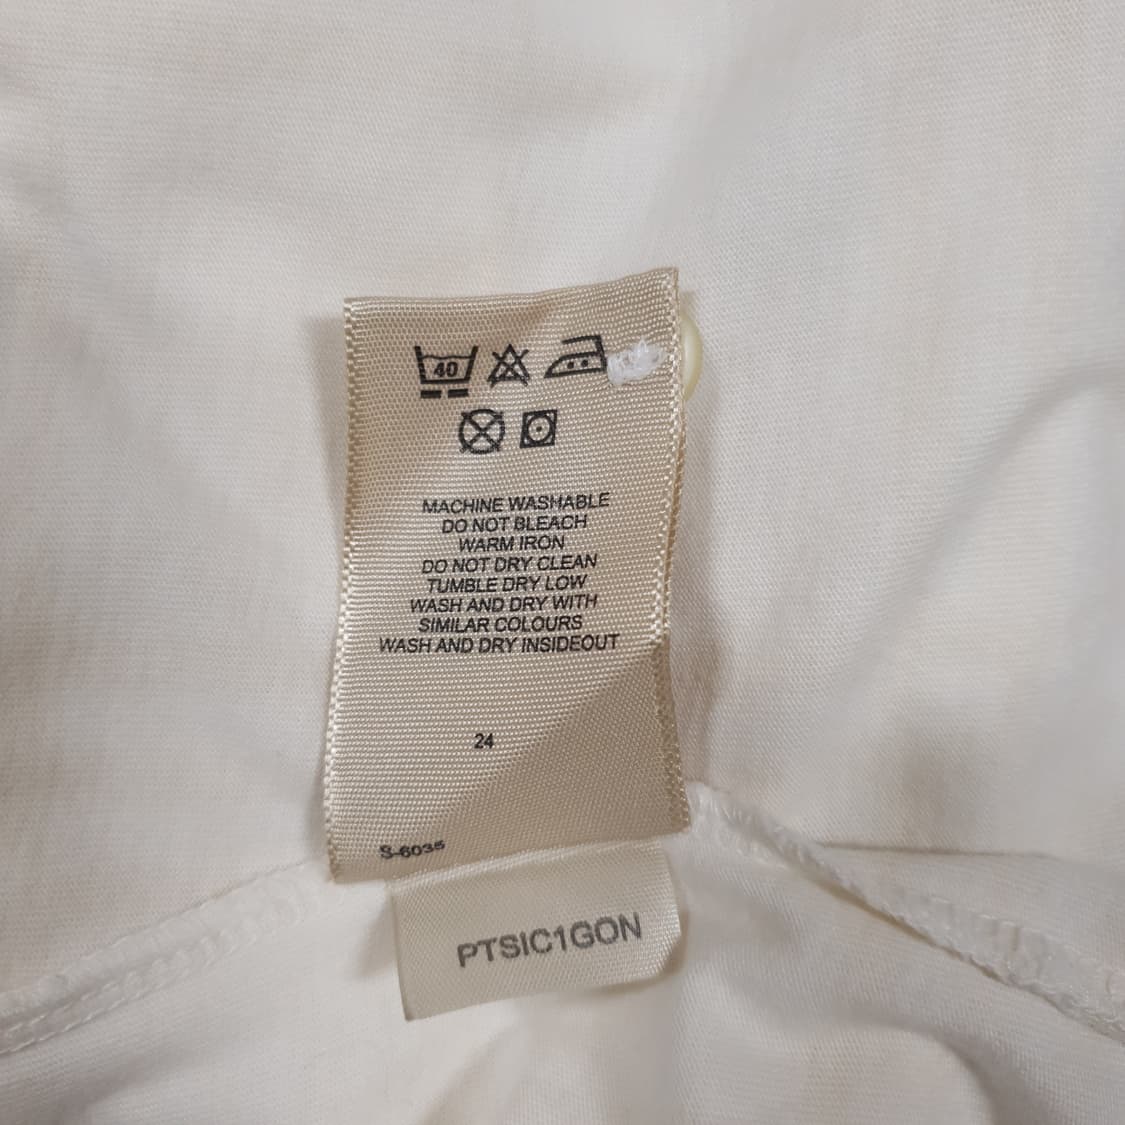 40
MACHINE WASHABLE
DO NOT BLEACH
WARM IRON
DO NOT DRY CLEAN
TUMBLE DRY LOW
WASH AND DRY WITH
SIMILAR COLOURS
WASH AND DRY INSIDEOUT
24
S-6035
PTSIC1GON